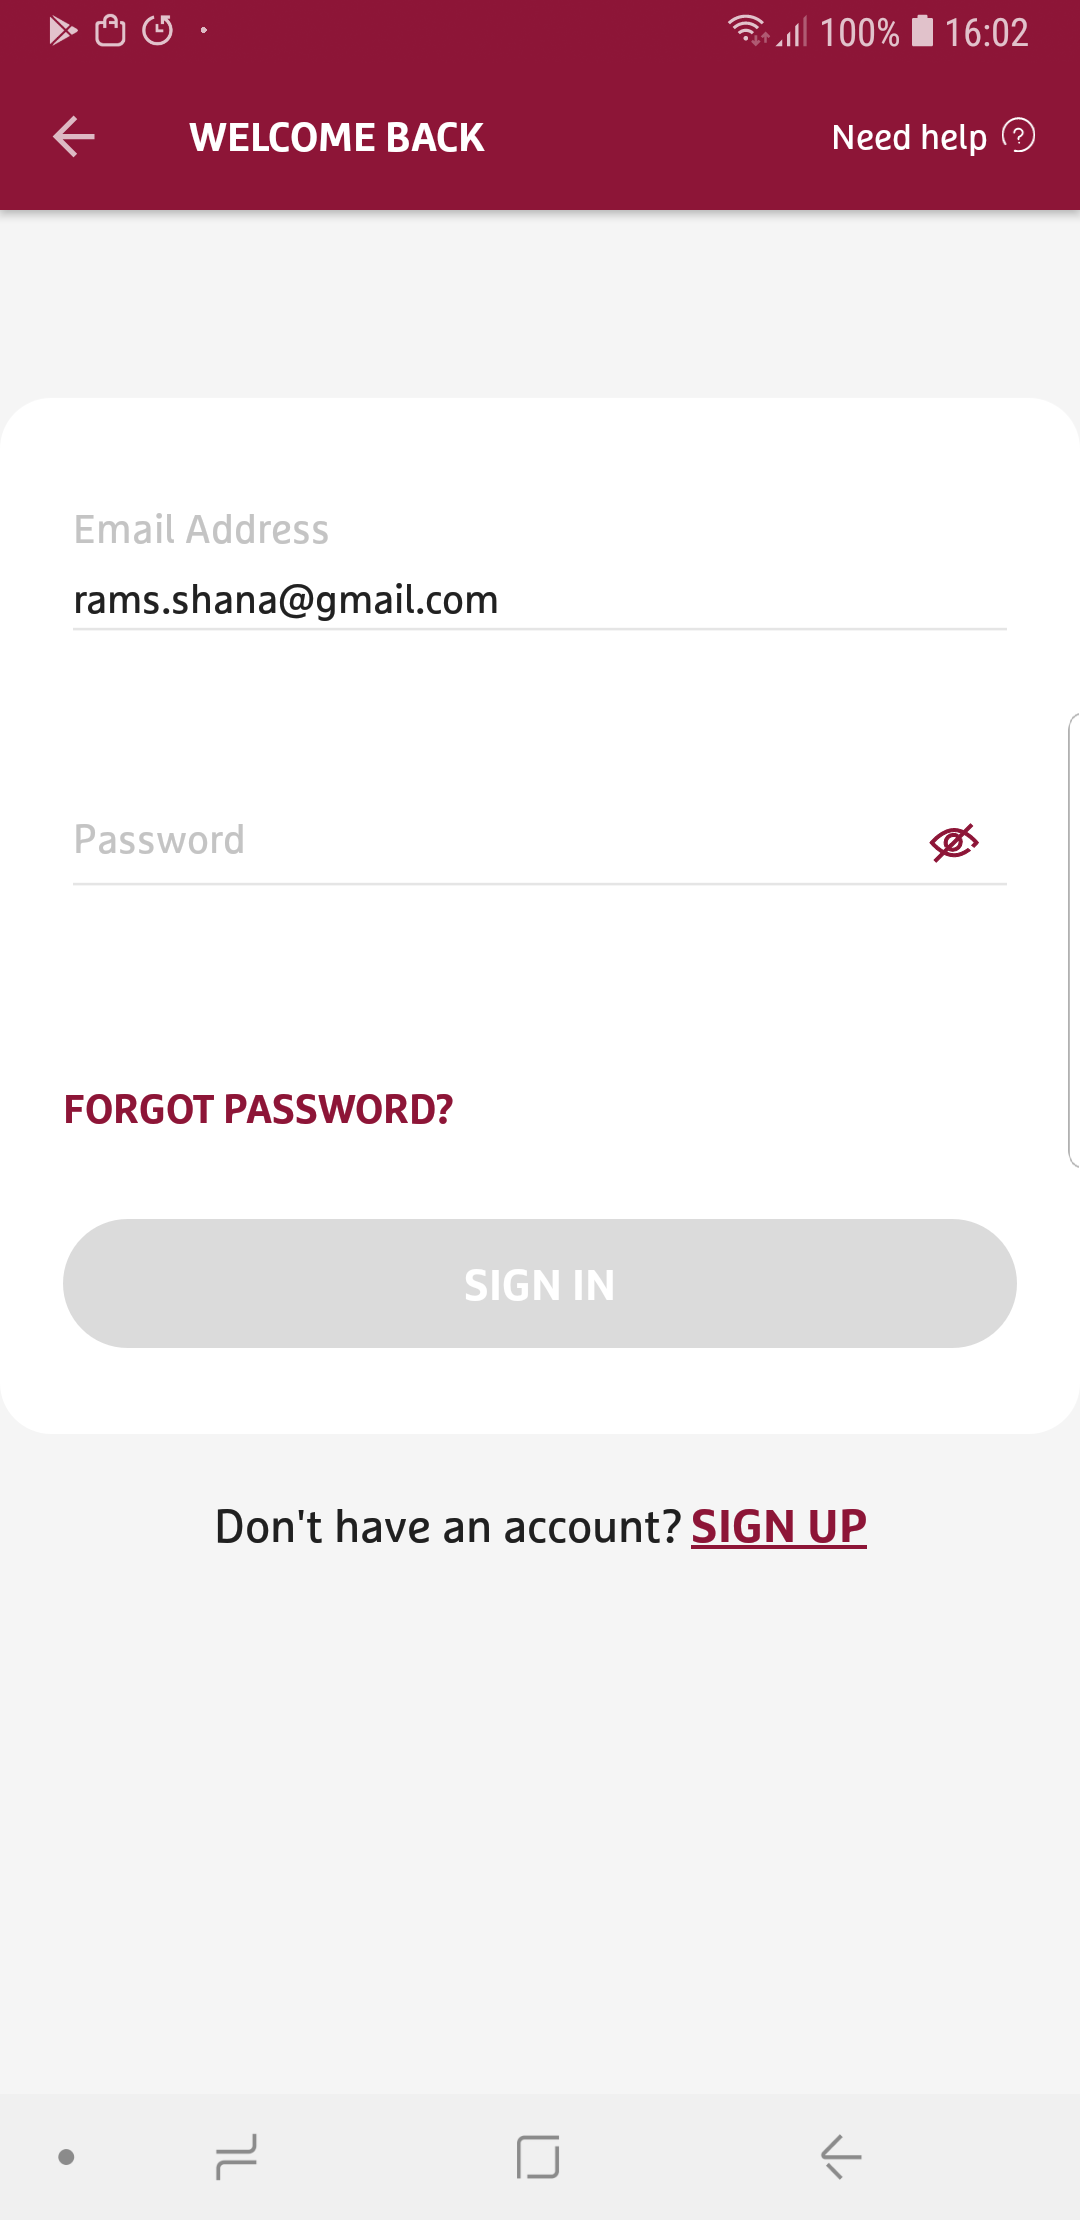 100% 16:02
WELCOME BACK
Need help ?
Email Address
rams.shana@gmail.com
Password
FORGOT PASSWORD?
SIGN IN
Don't have an account? SIGN UP